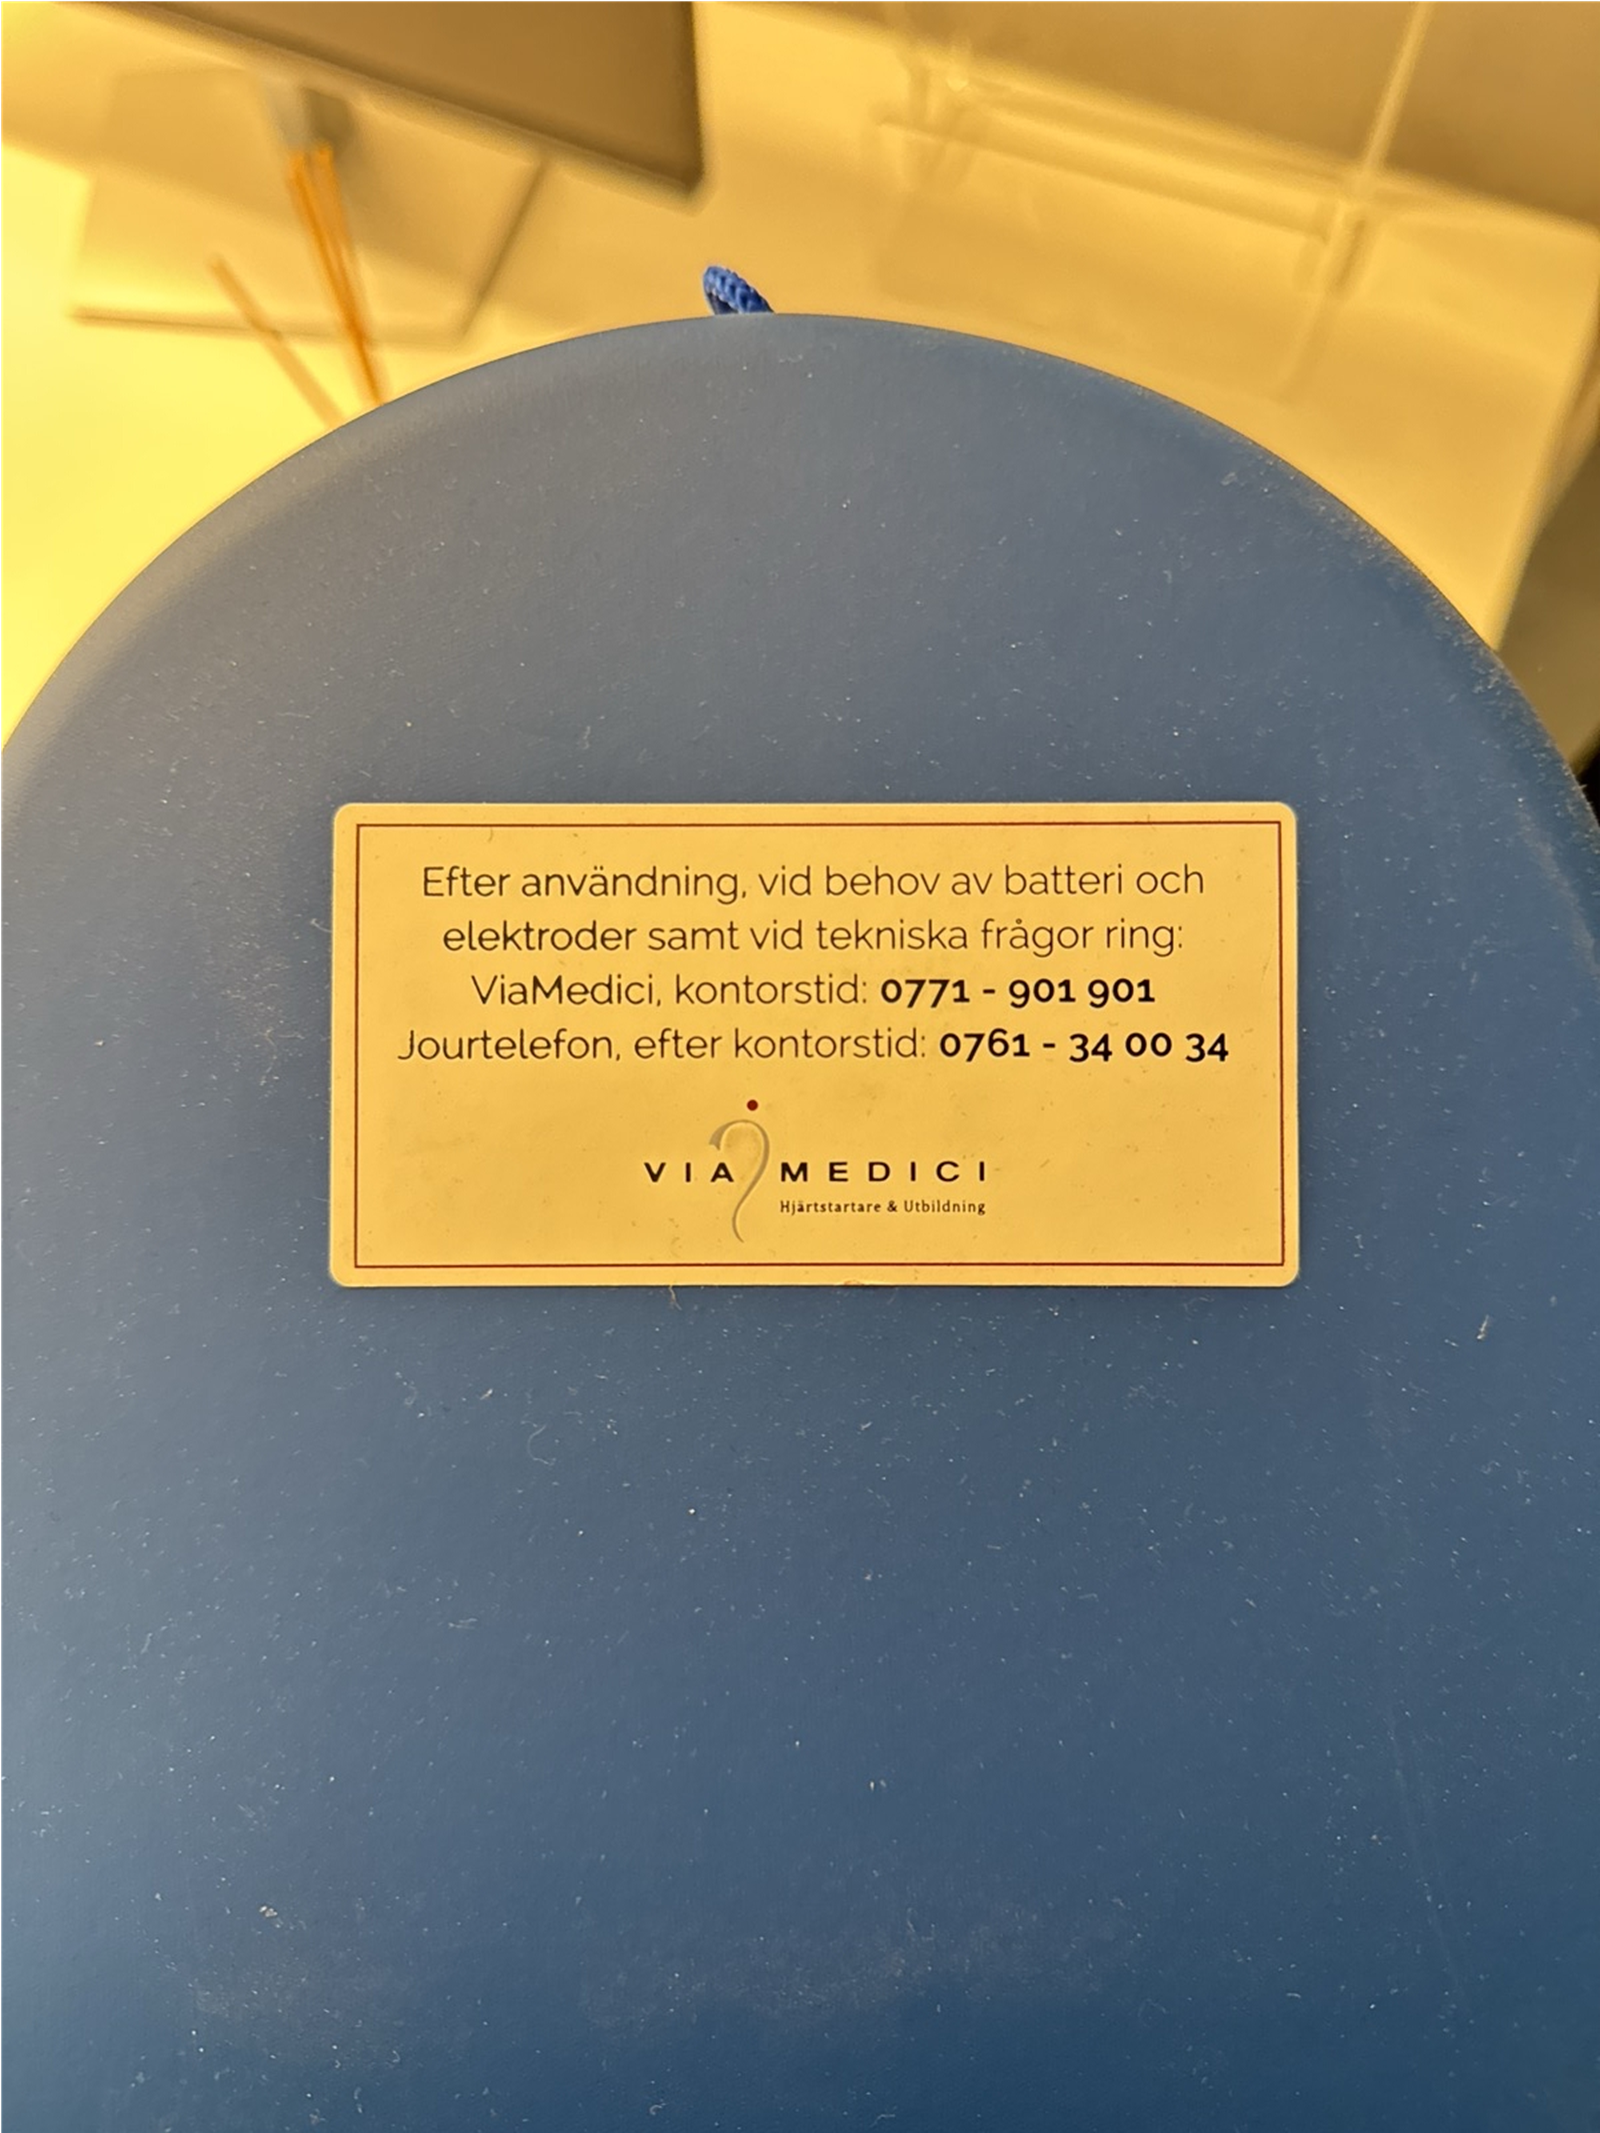 Efter användning, vid behov av batteri och
elektroder samt vid tekniska frågor ring:
ViaMedici, kontorstid: 0771 - 901 901
Jourtelefon, efter kontorstid: 0761 - 34 00 34
VIA MEDICI
Hjärtstartare & Utbildning